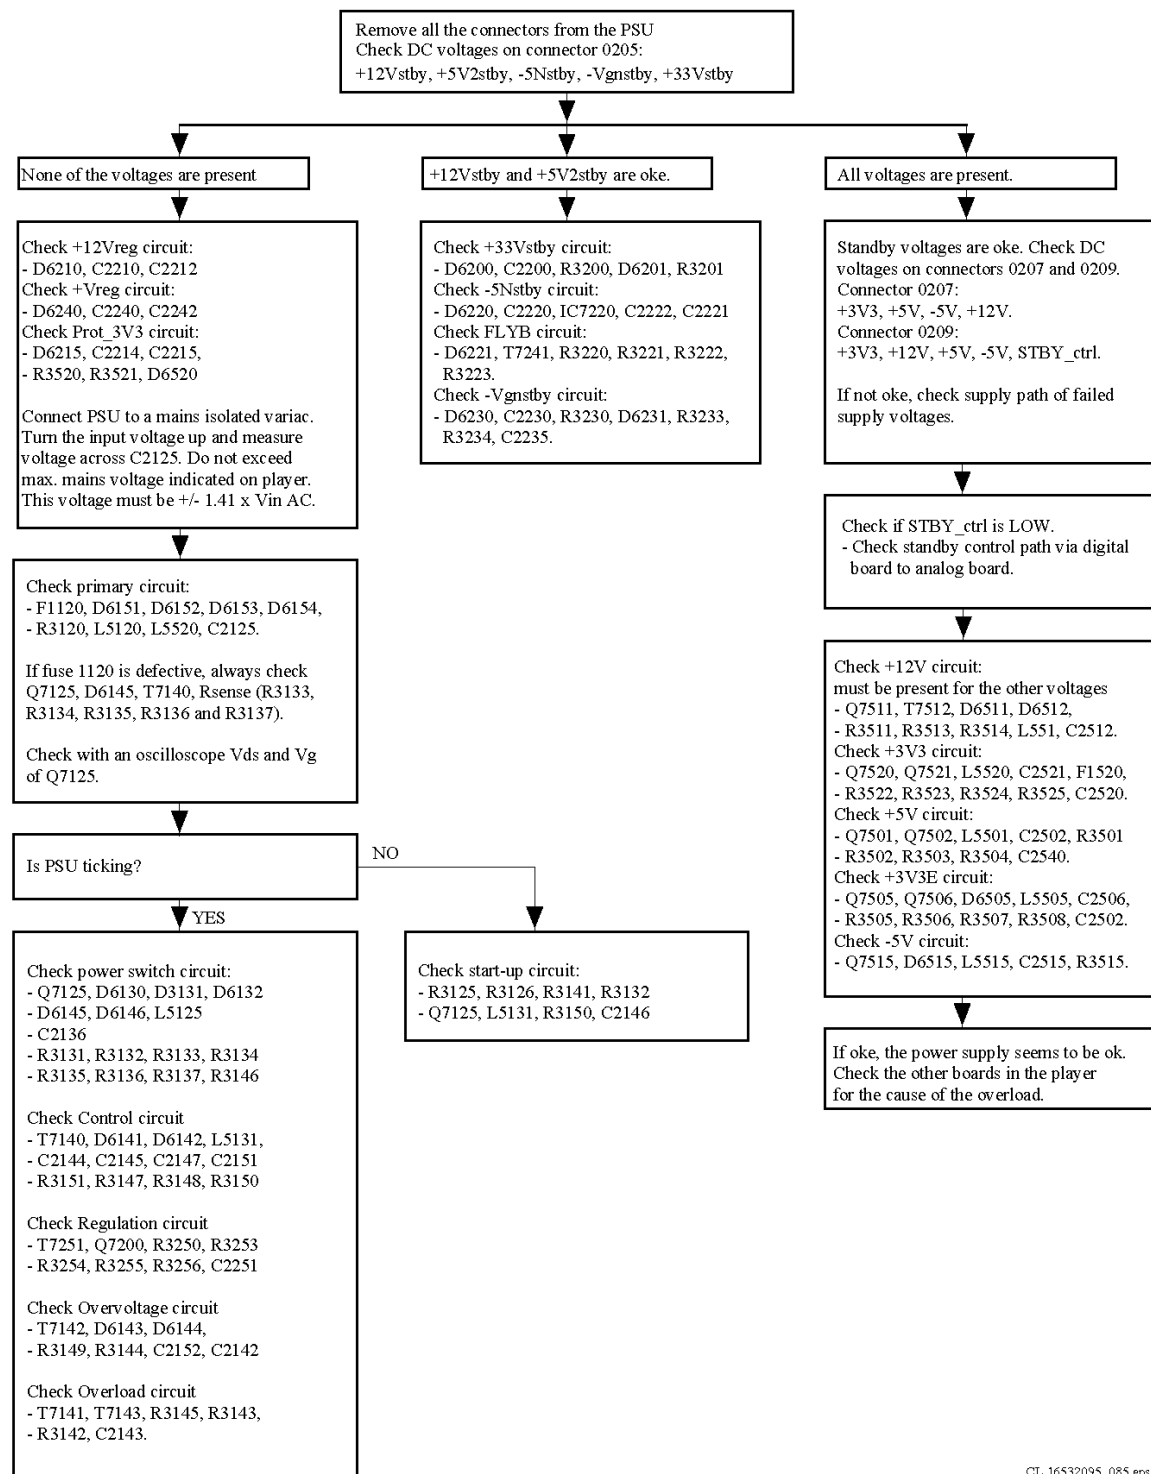 Remove all the connectors from the PSU
Check DC voltages on connector 0205:
+12Vstby, +5V2stby, -5Nstby, -Vgnstby, +33Vstby
None of the voltages are present
+12Vstby and +5V2stby are oke.
All voltages are present.
Check +12Vreg circuit:
- D6210, C2210, C2212
Check +Vreg circuit:
- D6240, C2240, C2242
Check Prot_3V3 circuit:
- D6215, C2214, C2215,
- R3520, R3521, D6520
Connect PSU to a mains isolated variac.
Turn the input voltage up and measure
voltage across C2125. Do not exceed
max. mains voltage indicated on player.
This voltage must be +/- 1.41 x Vin AC.
Check +33Vstby circuit:
- D6200, C2200, R3200, D6201, R3201
Check -5Nstby circuit:
- D6220, C2220, IC7220, C2222, C2221
Check FLYB circuit:
- D6221, T7241, R3220, R3221, R3222,
R3223.
Check -Vgnstby circuit:
- D6230, C2230, R3230, D6231, R3233,
R3234, C2235.
Standby voltages are oke. Check DC
voltages on connectors 0207 and 0209.
Connector 0207:
+3V3, +5V, -5V, +12V.
Connector 0209:
+3V3, +12V, +5V, -5V, STBY_ctrl.
If not oke, check supply path of failed
supply voltages.
Check primary circuit:
- F1120, D6151, D6152, D6153, D6154,
- R3120, L5120, L5520, C2125.
If fuse 1120 is defective, always check
Q7125, D6145, T7140, Rsense (R3133,
R3134, R3135, R3136 and R3137).
Check with an oscilloscope Vds and Vg
of Q7125.
Check if STBY_ctrl is LOW.
- Check standby control path via digital
board to analog board.
Check +12V circuit:
must be present for the other voltages
- Q7511, T7512, D6511, D6512,
- R3511, R3513, R3514, L551, C2512.
Check +3V3 circuit:
- Q7520, Q7521, L5520, C2521, F1520,
- R3522, R3523, R3524, R3525, C2520.
Check +5V circuit:
- Q7501, Q7502, L5501, C2502, R3501
- R3502, R3503, R3504, C2540.
Check +3V3E circuit:
- Q7505, Q7506, D6505, L5505, C2506,
- R3505, R3506, R3507, R3508, C2502.
Check -5V circuit:
- Q7515, D6515, L5515, C2515, R3515.
Is PSU ticking?
NO
YES
Check power switch circuit:
- Q7125, D6130, D3131, D6132
- D6145, D6146, L5125
- C2136
- R3131, R3132, R3133, R3134
- R3135, R3136, R3137, R3146
Check Control circuit
- T7140, D6141, D6142, L5131,
- C2144, C2145, C2147, C2151
- R3151, R3147, R3148, R3150
Check Regulation circuit
- T7251, Q7200, R3250, R3253
- R3254, R3255, R3256, C2251
Check Overvoltage circuit
- T7142, D6143, D6144,
- R3149, R3144, C2152, C2142
Check Overload circuit
- T7141, T7143, R3145, R3143,
- R3142, C2143.
Check start-up circuit:
- R3125, R3126, R3141, R3132
- Q7125, L5131, R3150, C2146
If oke, the power supply seems to be ok.
Check the other boards in the player
for the cause of the overload.
CL 16532095_085.eps